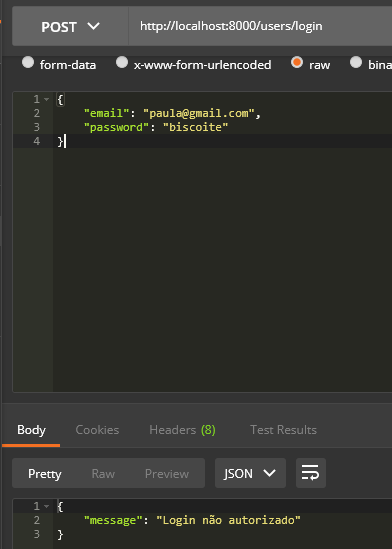 POST http://localhost:8000/users/login
form-data x-www-form-urlencoded raw bina
1 {
2 "email": "paula@gmail.com",
3 "password": "biscoite"
4 }
Body Cookies Headers (8) Test Results
Pretty Raw Preview JSON
1 {
2 "message": "Login não autorizado"
3 }